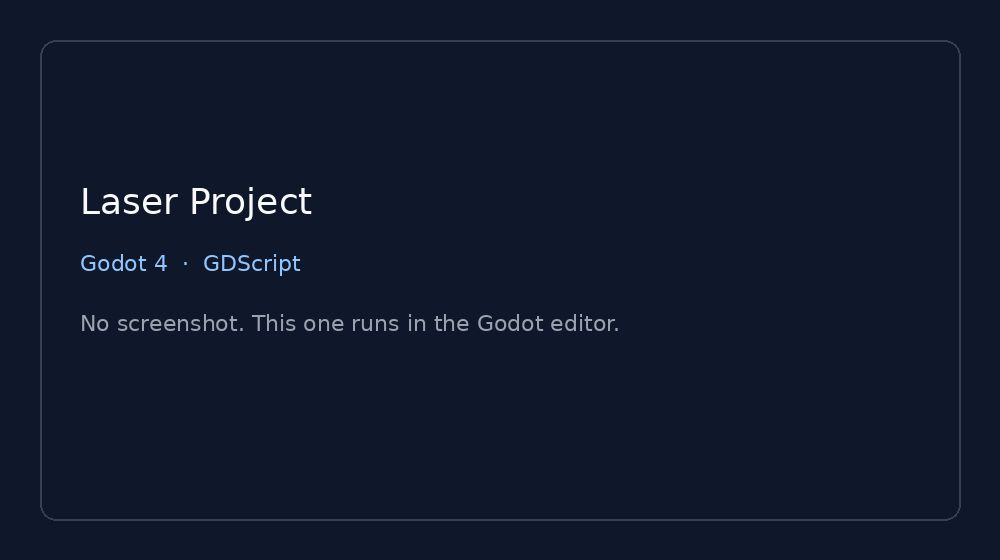 Laser Project
Godot 4 · GDScript
No screenshot. This one runs in the Godot editor.